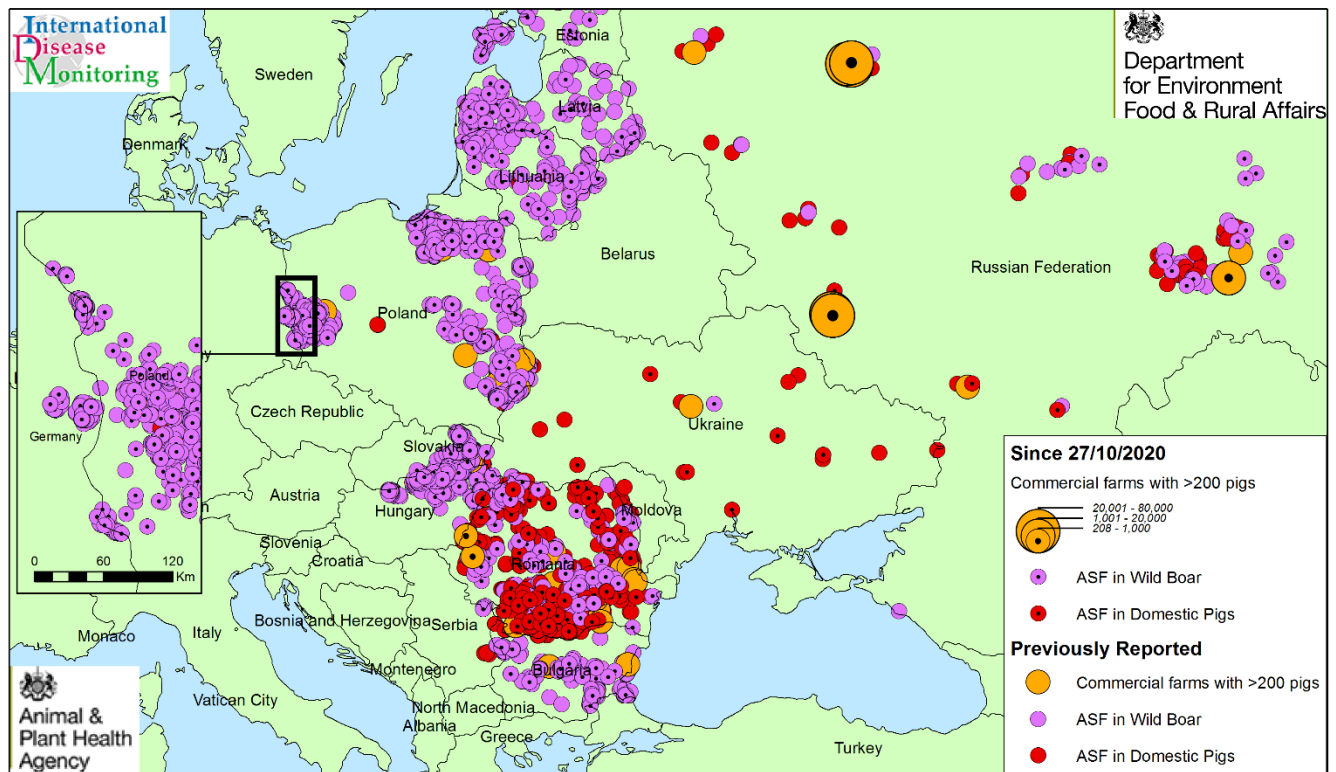 International
Disease
Monitoring
Department
for Environment
Food & Rural Affairs
Estonia
Sweden
Latvia
Denmark
Lithuania
Belarus
Russian Federation
Poland
Poland
Germany
Czech Republic
Ukraine
Slovakia
Austria
Hungary
Moldova
Slovenia
Croatia
Romania
Bosnia and Herzegovina
Serbia
Monaco
Italy
Montenegro
Bulgaria
Vatican City
North Macedonia
Albania
Greece
Turkey
0 60 120
Km
Since 27/10/2020
Commercial farms with >200 pigs
20,001 - 80,000
1,001 - 20,000
208 - 1,000
ASF in Wild Boar
ASF in Domestic Pigs
Previously Reported
Commercial farms with >200 pigs
ASF in Wild Boar
ASF in Domestic Pigs
Animal &
Plant Health
Agency